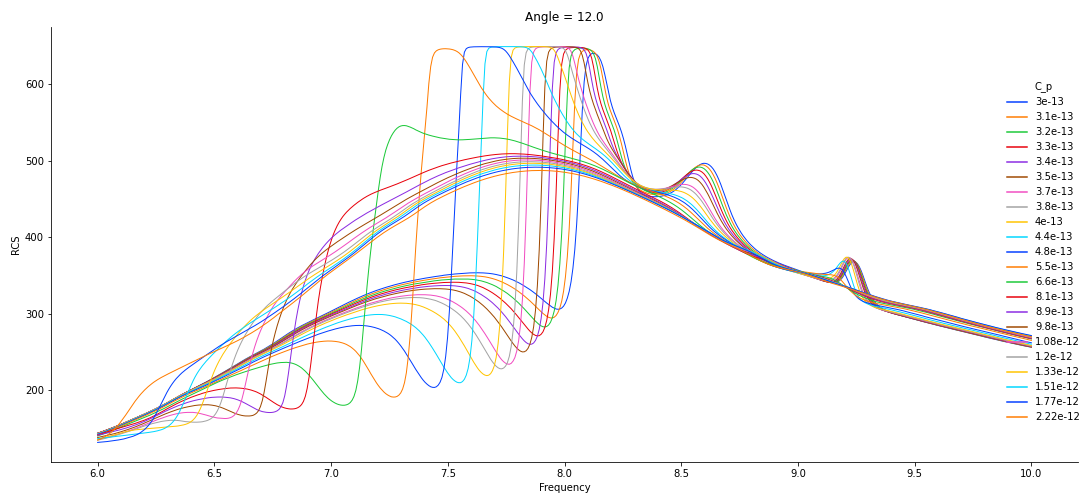 Angle = 12.0
RCS
600
500
400
300
200
6.0 6.5 7.0 7.5 8.0 8.5 9.0 9.5 10.0
Frequency
C_p
3e-13
3.1e-13
3.2e-13
3.3e-13
3.4e-13
3.5e-13
3.7e-13
3.8e-13
4e-13
4.4e-13
4.8e-13
5.5e-13
6.6e-13
8.1e-13
8.9e-13
9.8e-13
1.08e-12
1.2e-12
1.33e-12
1.51e-12
1.77e-12
2.22e-12